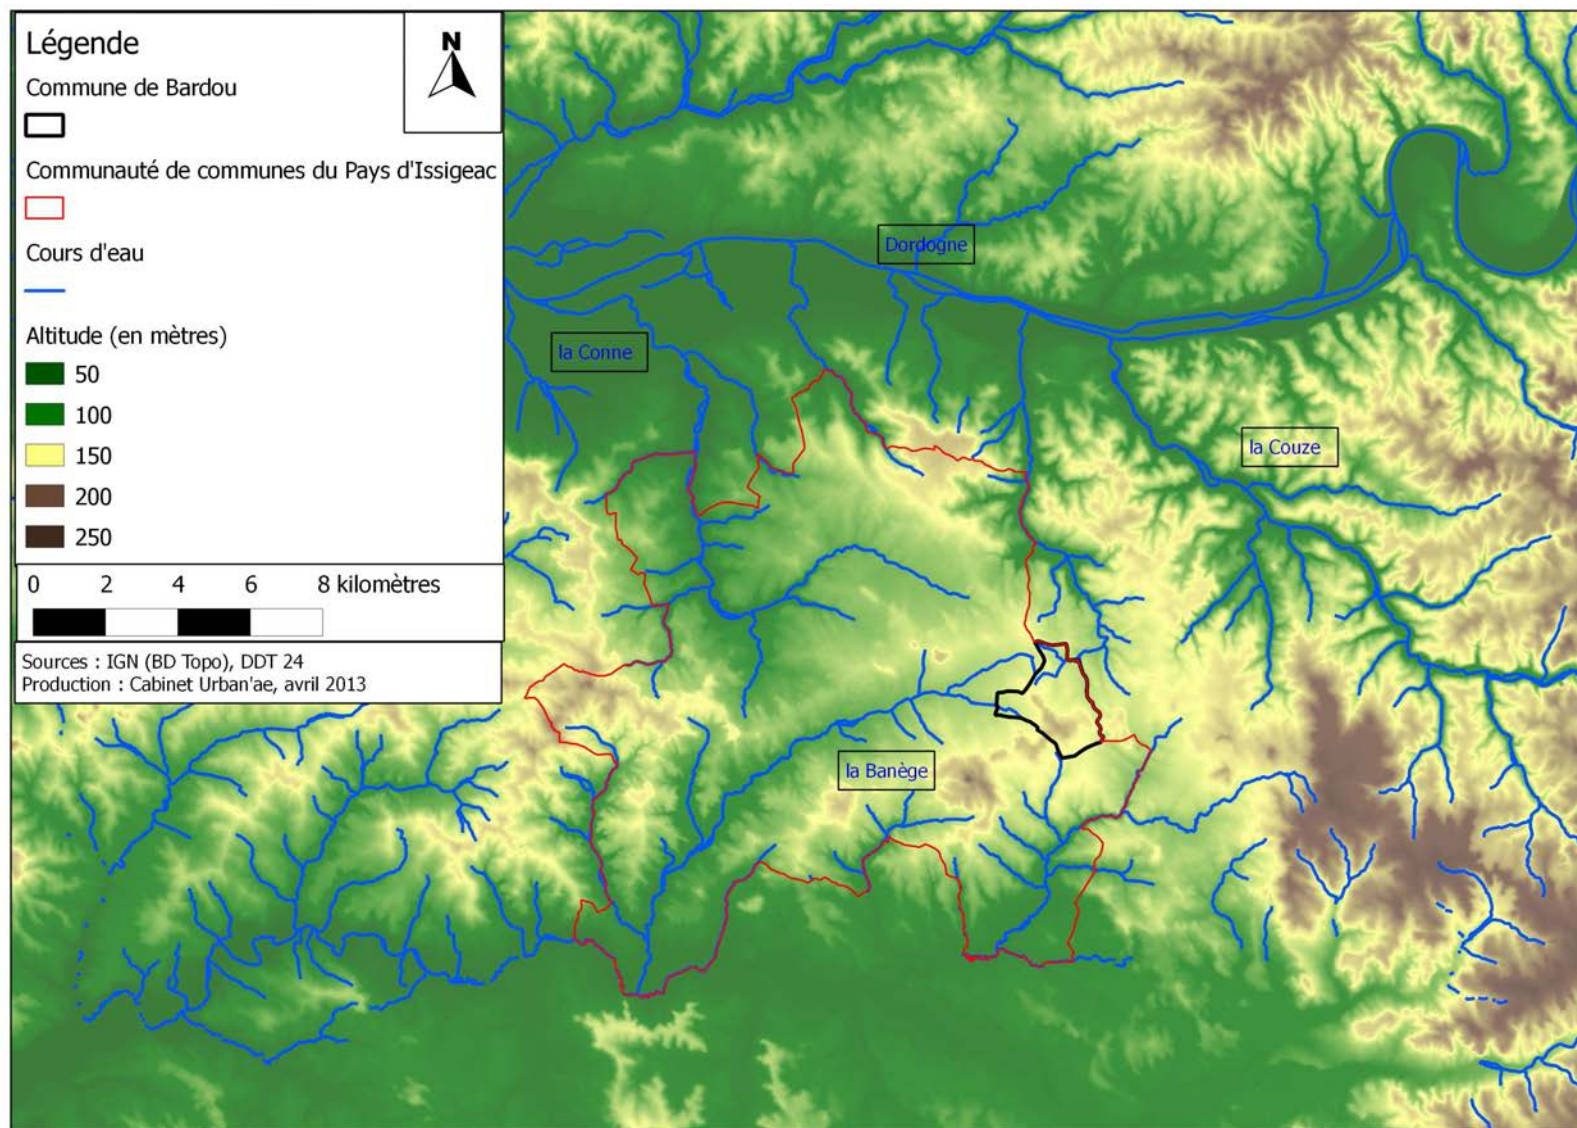 Légende
N
Commune de Bardou
Communauté de communes du Pays d'Issigeac
Cours d'eau
Altitude (en mètres)
50
100
150
200
250
0 2 4 6 8 kilomètres
Sources : IGN (BD Topo), DDT 24
Production : Cabinet Urban'ae, avril 2013
Dordogne
la Conne
la Couze
la Banège